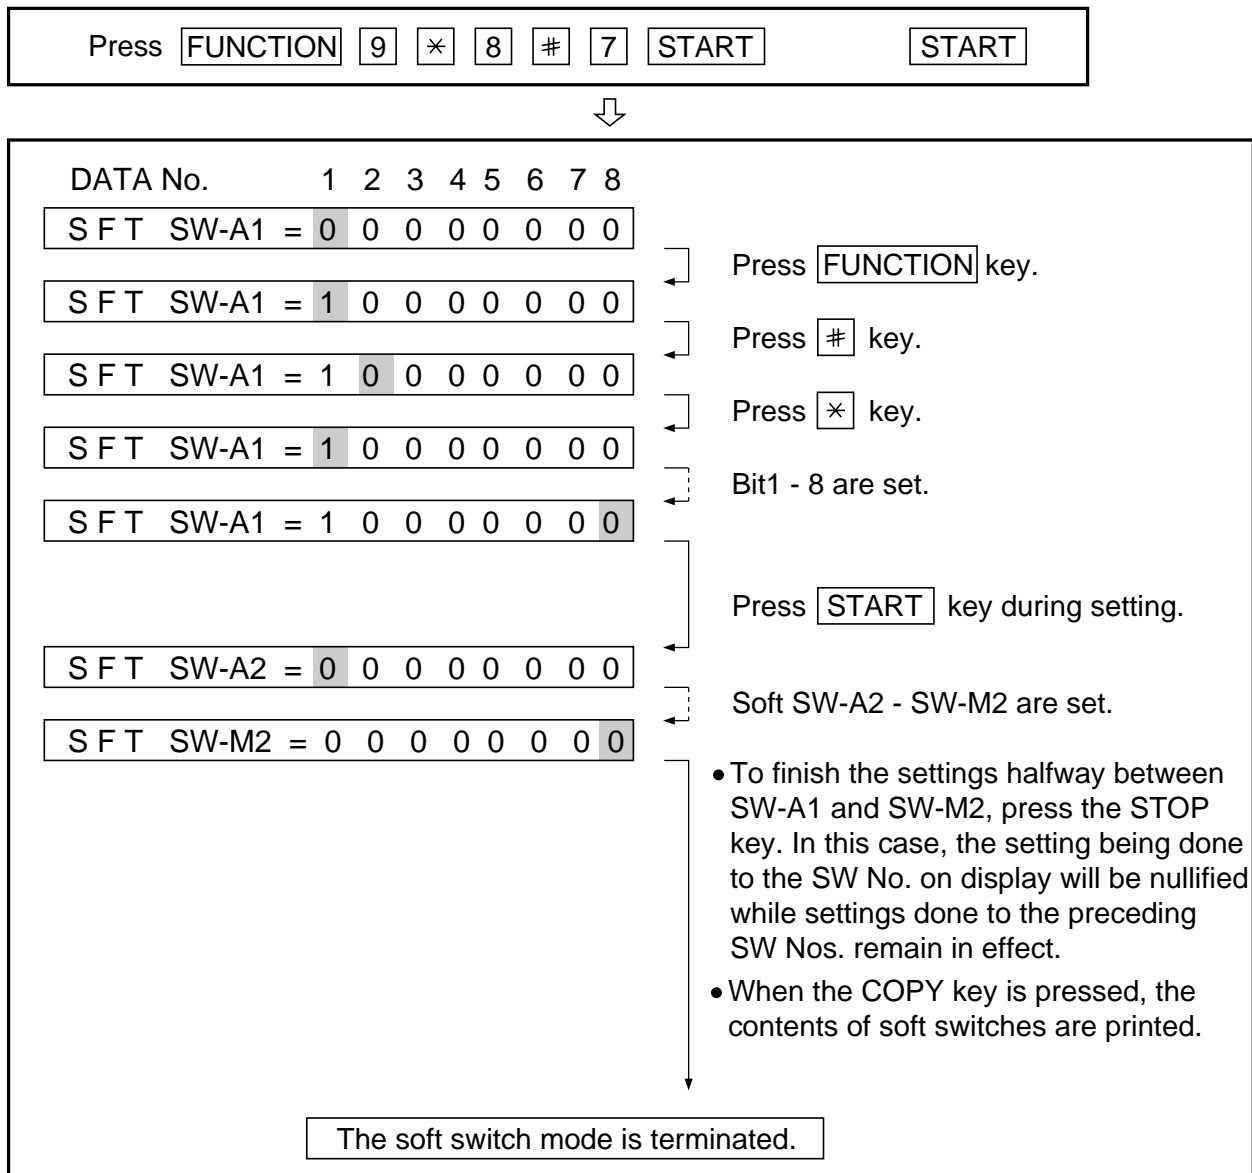 Press FUNCTION 9 * 8 # 7 START START
DATA No. 1 2 3 4 5 6 7 8
SFT SW-A1 = 0 0 0 0 0 0 0 0
Press FUNCTION key.
SFT SW-A1 = 1 0 0 0 0 0 0 0
Press # key.
SFT SW-A1 = 1 0 0 0 0 0 0 0
Press * key.
SFT SW-A1 = 1 0 0 0 0 0 0 0
Bit1 - 8 are set.
SFT SW-A1 = 1 0 0 0 0 0 0 0
Press START key during setting.
SFT SW-A2 = 0 0 0 0 0 0 0 0
Soft SW-A2 - SW-M2 are set.
SFT SW-M2 = 0 0 0 0 0 0 0 0
• To finish the settings halfway between
SW-A1 and SW-M2, press the STOP
key. In this case, the setting being done
to the SW No. on display will be nullified
while settings done to the preceding
SW Nos. remain in effect.
• When the COPY key is pressed, the
contents of soft switches are printed.
The soft switch mode is terminated.